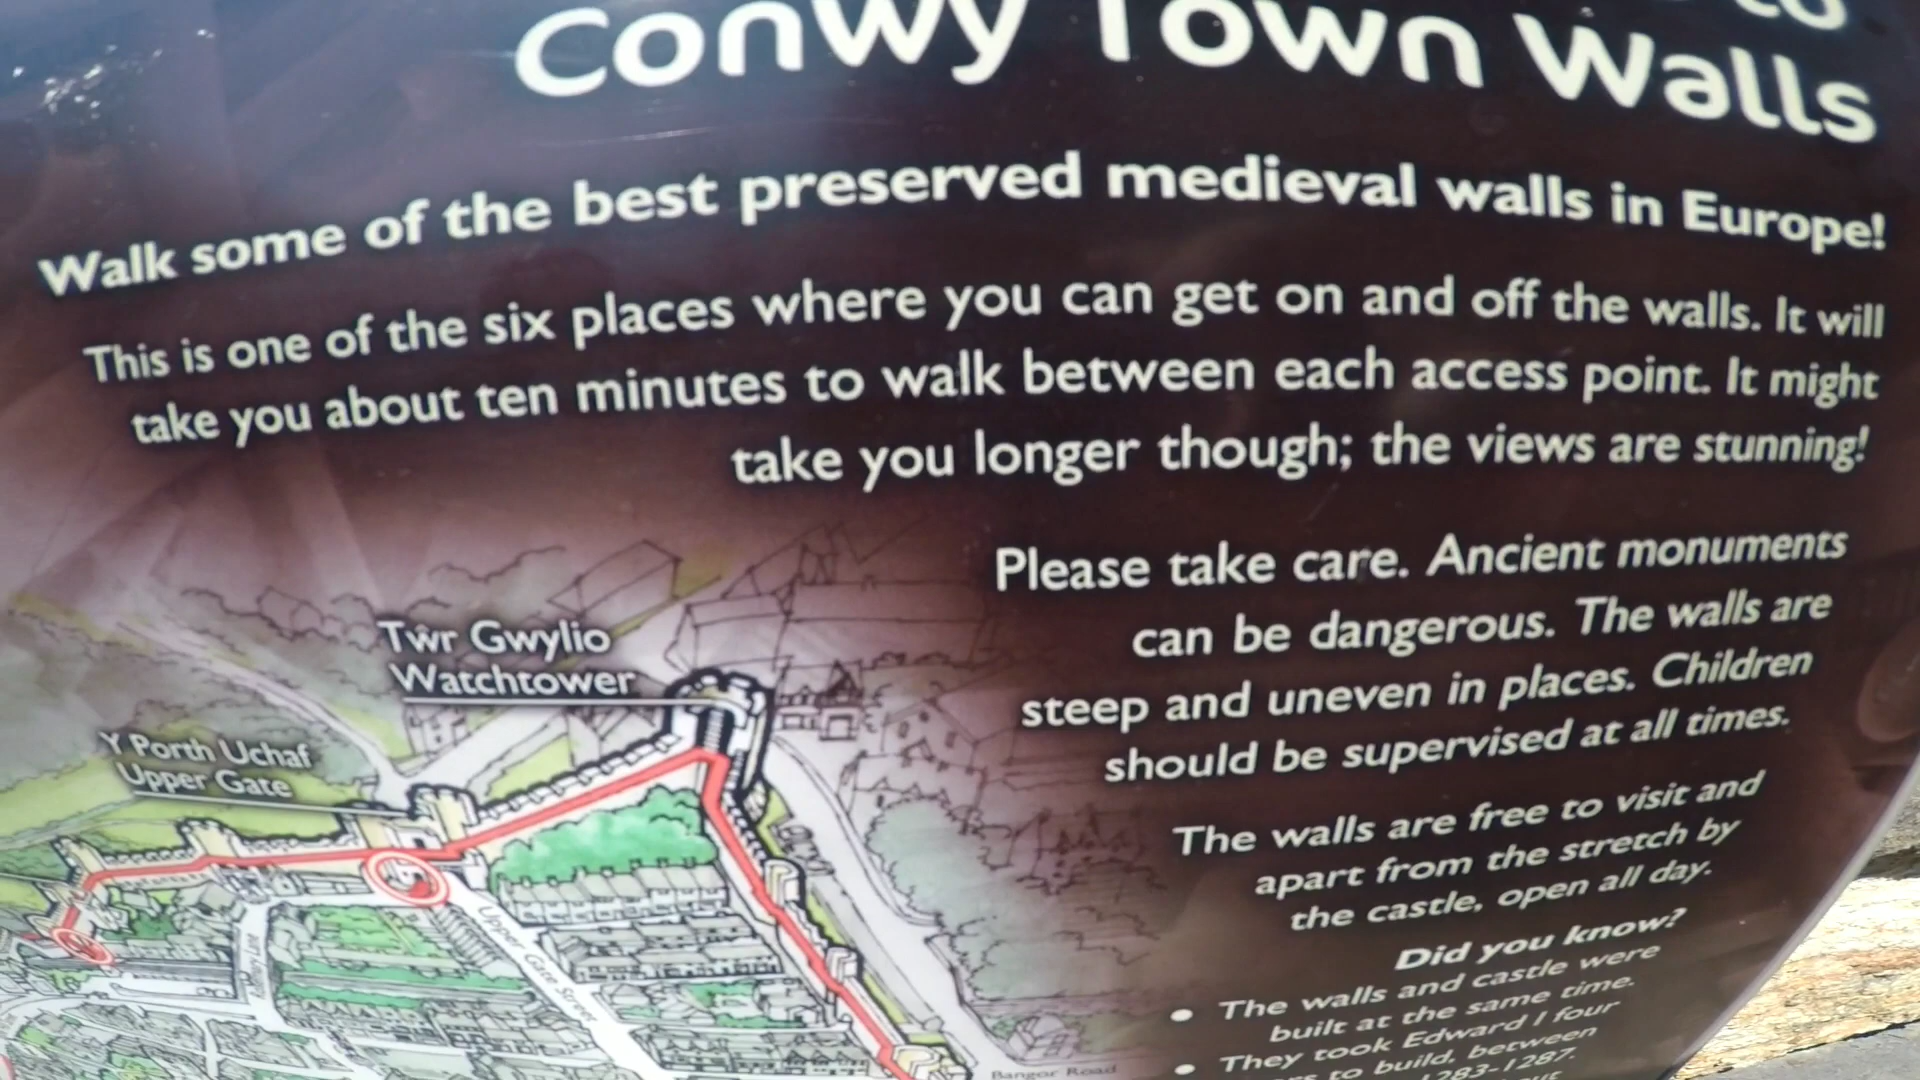 to
Conwy Town Walls
Walk some of the best preserved medieval walls in Europe!
This is one of the six places where you can get on and off the walls. It will
take you about ten minutes to walk between each access point. It might
take you longer though; the views are stunning!
Please take care. Ancient monuments
can be dangerous. The walls are
steep and uneven in places. Children
should be supervised at all times.
The walls are free to visit and
apart from the stretch by
the castle, open all day.
Did you know?
• The walls and castle were
built at the same time.
• They took Edward I four
to build, between
1283-1287.
Tŵr Gwylio
Watchtower
Y Porth Uchaf
Upper Gate
Upper Gate Street
Bangor Road